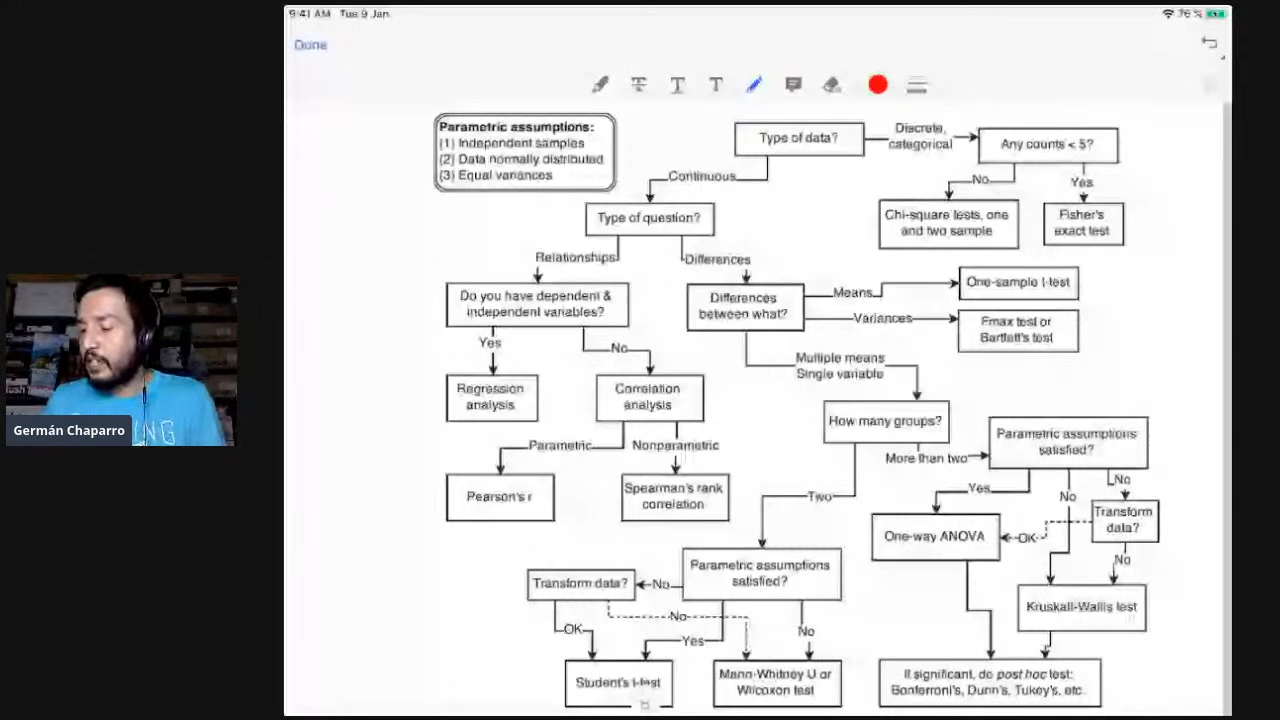 9:41 AM Tue 9 Jan
76 %
Done
Parametric assumptions:
(1) Independent samples
(2) Data normally distributed
(3) Equal variances
Type of data?
Discrete,
categorical
Any counts < 5?
Continuous
No
Yes
Type of question?
Chi-square tests, one
and two sample
Fisher's
exact test
Relationships
Differences
Do you have dependent &
independent variables?
Differences
between what?
Means
One-sample t-test
Variances
Fmax test or
Bartlett's test
Yes
No
Multiple means
Single variable
Regression
analysis
Correlation
analysis
How many groups?
Parametric assumptions
satisfied?
Parametric
Nonparametric
More than two
Pearson's r
Spearman's rank
correlation
Two
Yes
No
No
Transform
data?
One-way ANOVA
OK
No
Parametric assumptions
satisfied?
Transform data?
No
Kruskall-Wallis test
No
OK
Yes
No
Student's t-test
Mann-Whitney U or
Wilcoxon test
If significant, do post hoc test:
Bonferroni's, Dunn's, Tukey's, etc.
Germán Chaparro